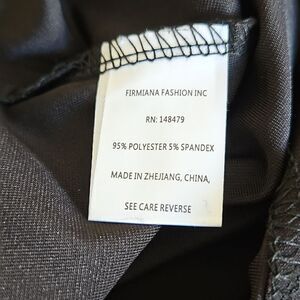 FIRMIANA FASHION INC
RN: 148479
95% POLYESTER 5% SPANDEX
MADE IN ZHEJIANG, CHINA,
SEE CARE REVERSE